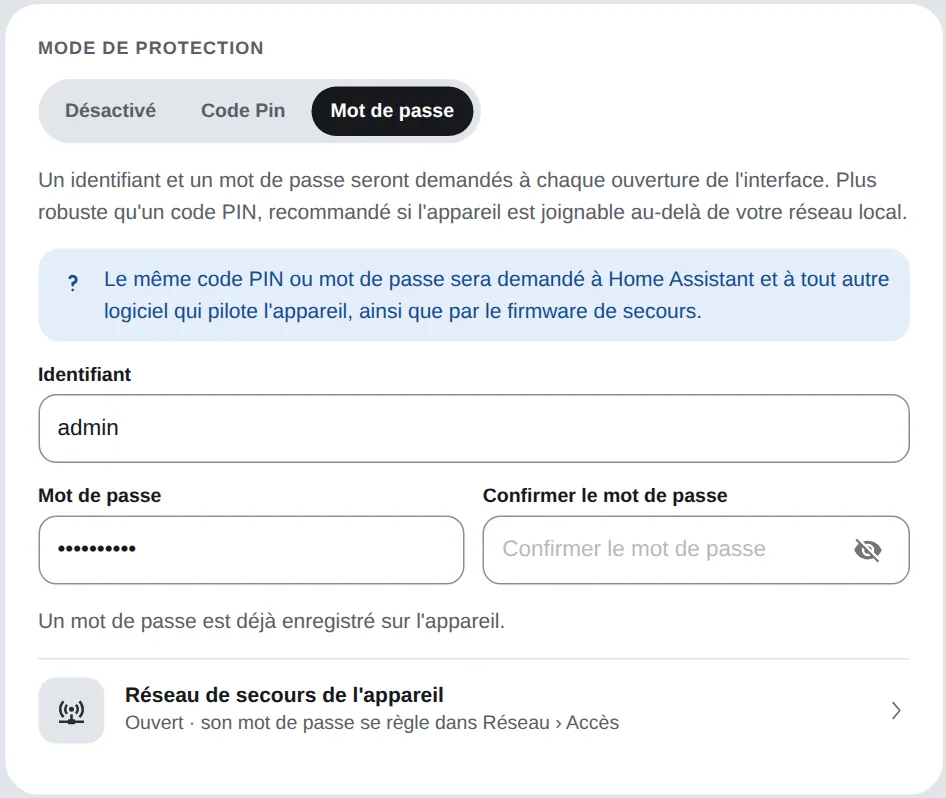 MODE DE PROTECTION
Désactivé
Code Pin
Mot de passe
Un identifiant et un mot de passe seront demandés à chaque ouverture de l'interface. Plus
robuste qu'un code PIN, recommandé si l'appareil est joignable au-delà de votre réseau local.
? Le même code PIN ou mot de passe sera demandé à Home Assistant et à tout autre
logiciel qui pilote l'appareil, ainsi que par le firmware de secours.
Identifiant
admin
Mot de passe
••••••••••
Confirmer le mot de passe
Confirmer le mot de passe
Un mot de passe est déjà enregistré sur l'appareil.
Réseau de secours de l'appareil
Ouvert · son mot de passe se règle dans Réseau › Accès